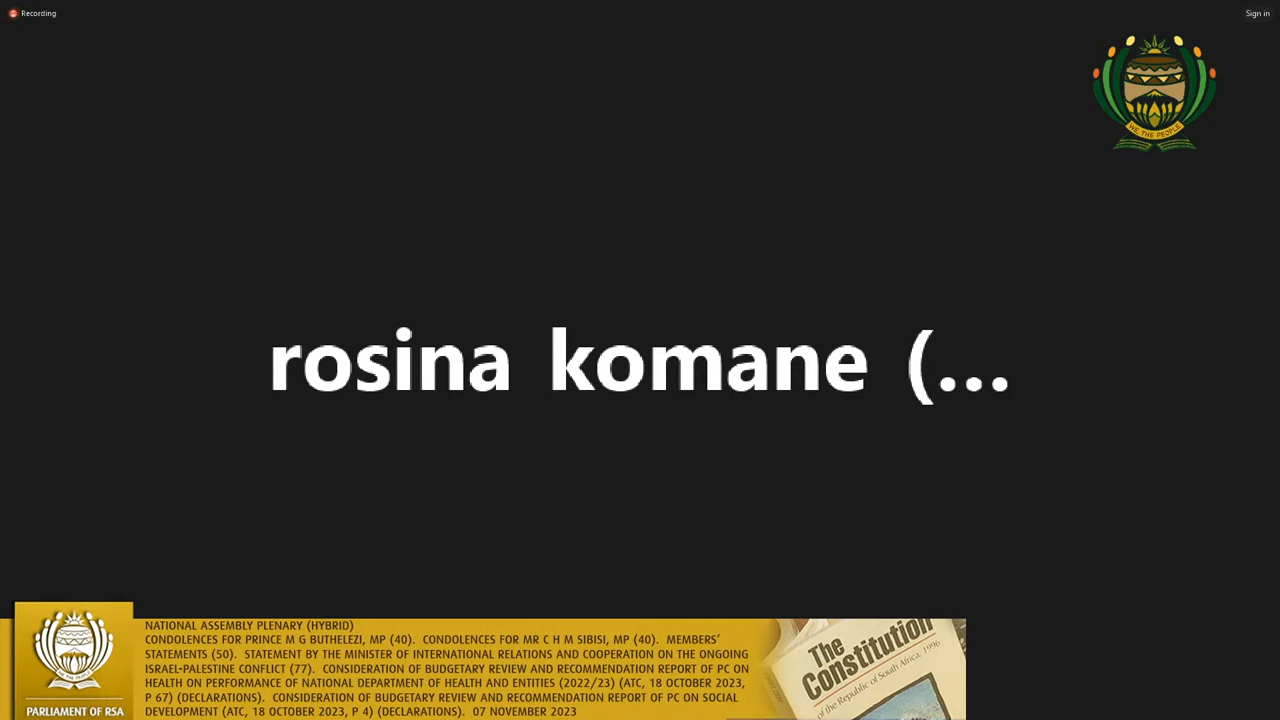 Recording
Sign in
WE THE PEOPLE
rosina komane (...
NATIONAL ASSEMBLY PLENARY (HYBRID)
CONDOLENCES FOR PRINCE M G BUTHELEZI, MP (40). CONDOLENCES FOR MR C H M SIBISI, MP (40). MEMBERS'
STATEMENTS (50). STATEMENT BY THE MINISTER OF INTERNATIONAL RELATIONS AND COOPERATION ON THE ONGOING
ISRAEL-PALESTINE CONFLICT (77). CONSIDERATION OF BUDGETARY REVIEW AND RECOMMENDATION REPORT OF PC ON
HEALTH ON PERFORMANCE OF NATIONAL DEPARTMENT OF HEALTH AND ENTITIES (2022/23) (ATC, 18 OCTOBER 2023,
P 67) (DECLARATIONS). CONSIDERATION OF BUDGETARY REVIEW AND RECOMMENDATION REPORT OF PC ON SOCIAL
DEVELOPMENT (ATC, 18 OCTOBER 2023, P 4) (DECLARATIONS). 07 NOVEMBER 2023
PARLIAMENT OF RSA
The
Constitution
of the Republic of South Africa, 1996